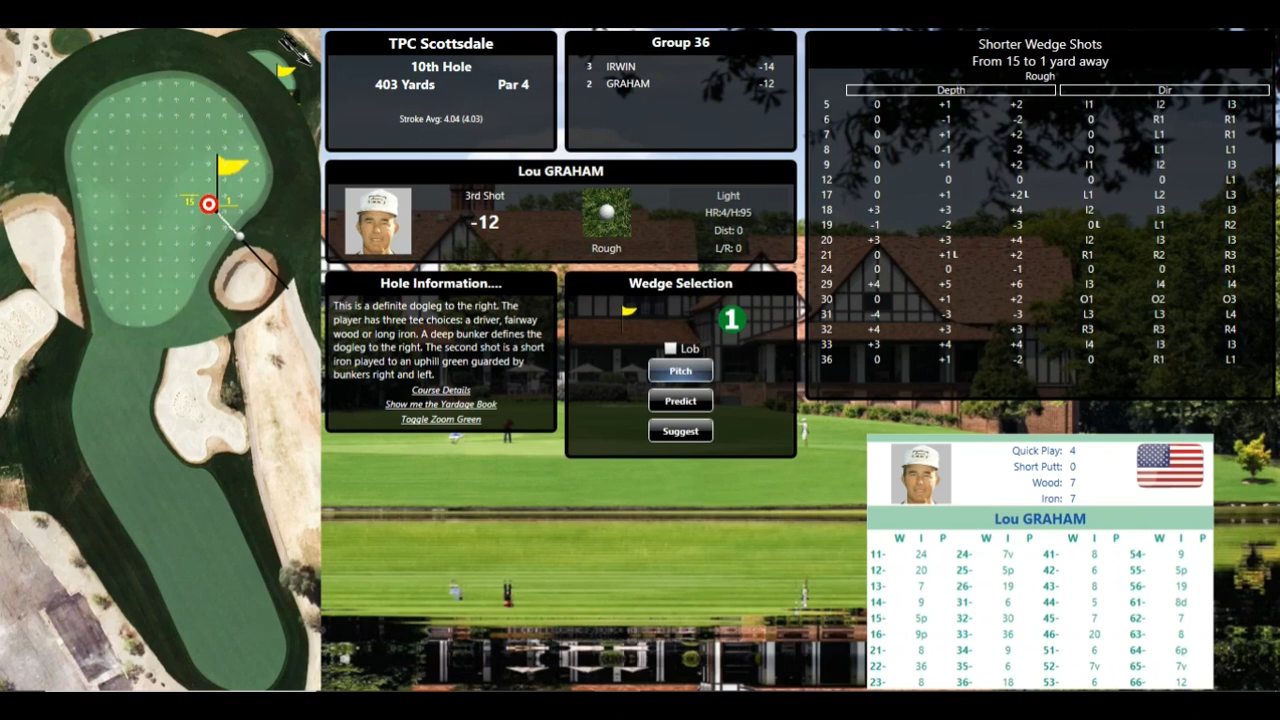 TPC Scottsdale
10th Hole
403 Yards Par 4
Stroke Avg: 4.04 (4.03)
Group 36
3 IRWIN -14
2 GRAHAM -12
Lou GRAHAM
3rd Shot
-12
Rough
Light
HR:4/H:95
Dist: 0
L/R: 0
15 1
Hole Information....
This is a definite dogleg to the right. The
player has three tee choices: a driver, fairway
wood or long iron. A deep bunker defines the
dogleg to the right. The second shot is a short
iron played to an uphill green guarded by
bunkers right and left.
Course Details
Show me the Yardage Book
Toggle Zoom Green
Wedge Selection
1
Lob
Pitch
Predict
Suggest
Shorter Wedge Shots
From 15 to 1 yard away
Rough
Depth Dir
5 0 +1 +2 I1 I2 I3
6 0 -1 -2 0 R1 R1
7 0 +1 +2 0 L1 R1
8 0 -1 -2 0 L1 L1
9 0 +1 +2 I1 I2 I3
12 0 0 0 0 0 L1
17 0 +1 +2L L1 L2 L3
18 +3 +3 +4 I2 I3 I3
19 -1 -2 -3 0L L1 R2
20 +3 +3 +4 I2 I3 I3
21 0 +1L +2 R1 R2 R3
24 0 0 -1 0 0 R1
29 +4 +5 +6 I3 I4 I4
30 0 +1 +2 O1 O2 O3
31 -4 -3 -3 L3 L3 L4
32 +4 +3 +3 R3 R3 R4
33 +3 +4 +4 I4 I3 I3
36 0 +1 -2 0 R1 L1
Quick Play: 4
Short Putt: 0
Wood: 7
Iron: 7
Lou GRAHAM
W I P W I P W I P W I P
11- 24 24- 7v 41- 8 54- 9
12- 20 25- 5p 42- 6 55- 5p
13- 7 26- 19 43- 8 56- 19
14- 9 31- 6 44- 5 61- 8d
15- 5p 32- 30 45- 7 62- 7
16- 9p 33- 36 46- 20 63- 8
21- 8 34- 9 51- 6 64- 6p
22- 36 35- 6 52- 7v 65- 7v
23- 8 36- 18 53- 6 66- 12